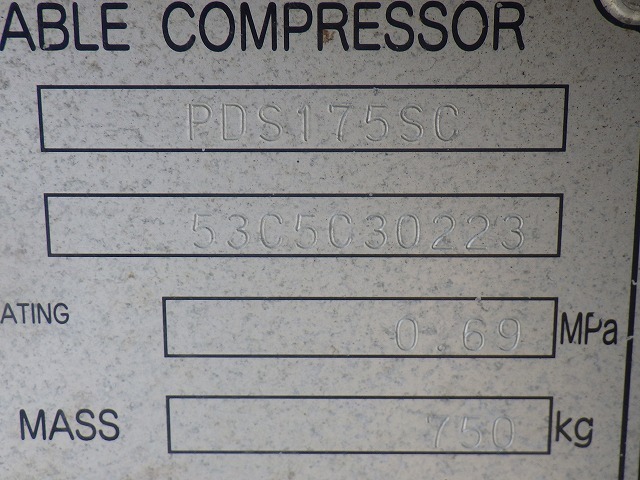 ABLE COMPRESSOR
PDS175SC
53C5C30223
ATING 0.69 MPa
MASS 750 kg